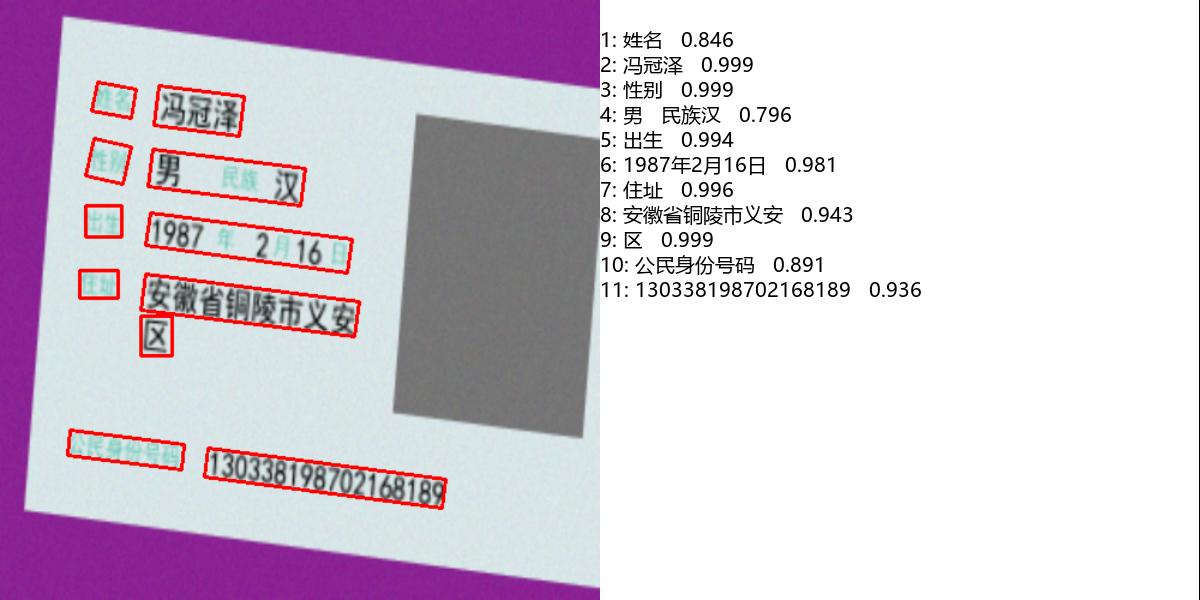 姓名 冯冠泽
性别 男 民族 汉
出生 1987 年 2 月 16 日
住址 安徽省铜陵市义安
区
公民身份号码 130338198702168189
1: 姓名 0.846
2: 冯冠泽 0.999
3: 性别 0.999
4: 男 民族汉 0.796
5: 出生 0.994
6: 1987年2月16日 0.981
7: 住址 0.996
8: 安徽省铜陵市义安 0.943
9: 区 0.999
10: 公民身份号码 0.891
11: 130338198702168189 0.936